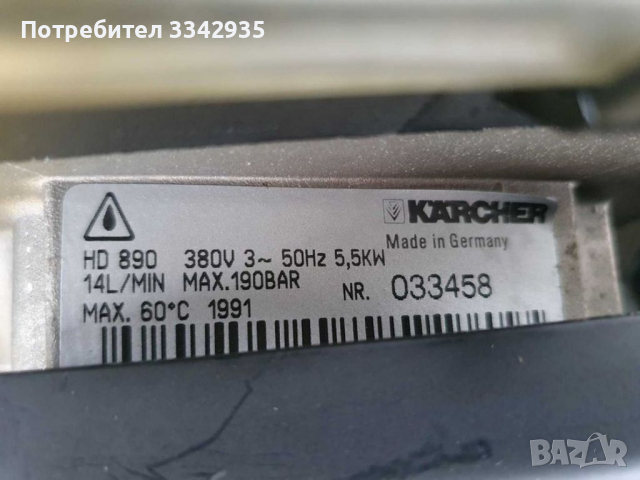 Потребител 3342935
KÄRCHER
Made in Germany
HD 890 380V 3~ 50Hz 5,5KW
14L/MIN MAX.190BAR NR. 033458
MAX. 60°C 1991
BAZAR